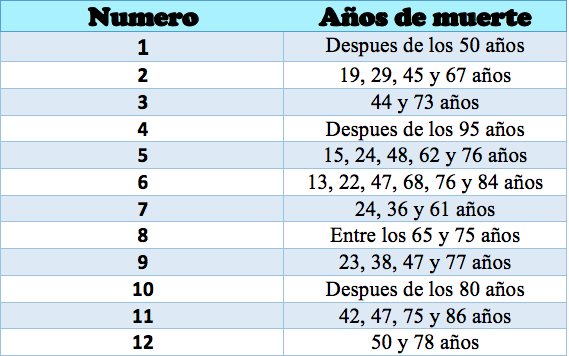 Numero Años de muerte
1 Despues de los 50 años
2 19, 29, 45 y 67 años
3 44 y 73 años
4 Despues de los 95 años
5 15, 24, 48, 62 y 76 años
6 13, 22, 47, 68, 76 y 84 años
7 24, 36 y 61 años
8 Entre los 65 y 75 años
9 23, 38, 47 y 77 años
10 Despues de los 80 años
11 42, 47, 75 y 86 años
12 50 y 78 años